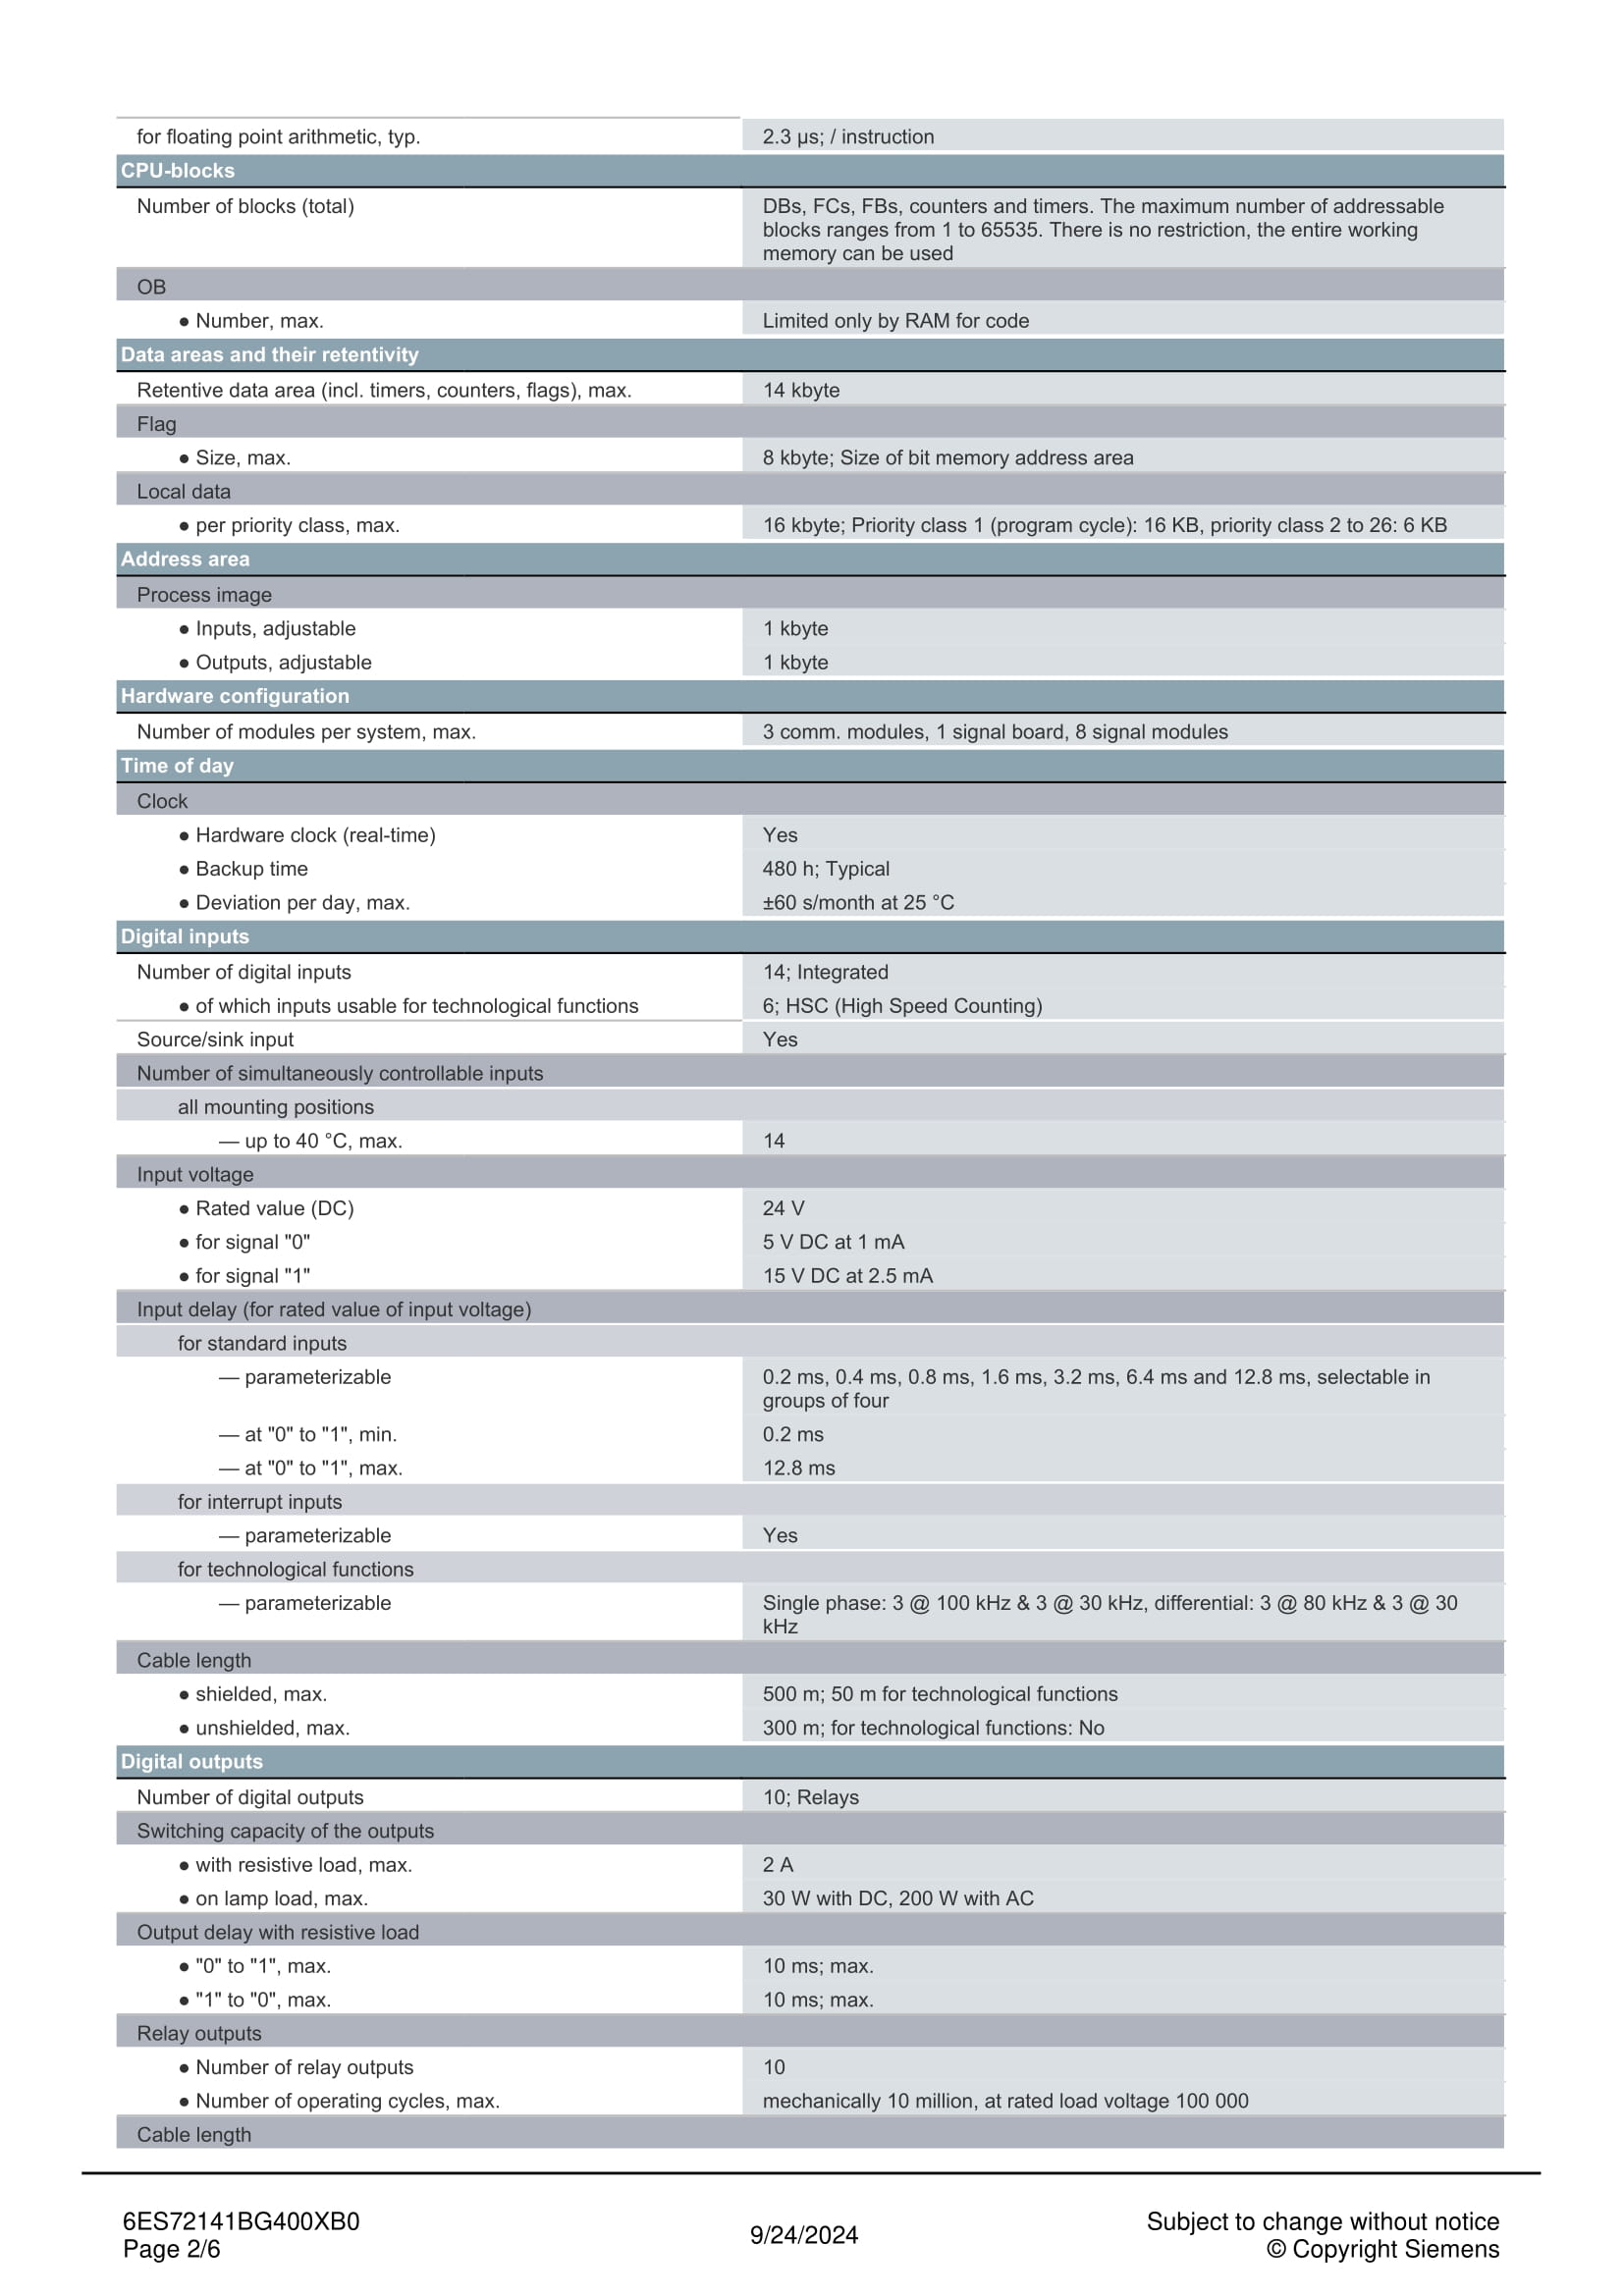 for floating point arithmetic, typ. 2.3 µs; / instruction
CPU-blocks
Number of blocks (total) DBs, FCs, FBs, counters and timers. The maximum number of addressable
blocks ranges from 1 to 65535. There is no restriction, the entire working
memory can be used
OB
● Number, max. Limited only by RAM for code
Data areas and their retentivity
Retentive data area (incl. timers, counters, flags), max. 14 kbyte
Flag
● Size, max. 8 kbyte; Size of bit memory address area
Local data
● per priority class, max. 16 kbyte; Priority class 1 (program cycle): 16 KB, priority class 2 to 26: 6 KB
Address area
Process image
● Inputs, adjustable 1 kbyte
● Outputs, adjustable 1 kbyte
Hardware configuration
Number of modules per system, max. 3 comm. modules, 1 signal board, 8 signal modules
Time of day
Clock
● Hardware clock (real-time) Yes
● Backup time 480 h; Typical
● Deviation per day, max. ±60 s/month at 25 °C
Digital inputs
Number of digital inputs 14; Integrated
● of which inputs usable for technological functions 6; HSC (High Speed Counting)
Source/sink input Yes
Number of simultaneously controllable inputs
all mounting positions
— up to 40 °C, max. 14
Input voltage
● Rated value (DC) 24 V
● for signal "0" 5 V DC at 1 mA
● for signal "1" 15 V DC at 2.5 mA
Input delay (for rated value of input voltage)
for standard inputs
— parameterizable 0.2 ms, 0.4 ms, 0.8 ms, 1.6 ms, 3.2 ms, 6.4 ms and 12.8 ms, selectable in
groups of four
— at "0" to "1", min. 0.2 ms
— at "0" to "1", max. 12.8 ms
for interrupt inputs
— parameterizable Yes
for technological functions
— parameterizable Single phase: 3 @ 100 kHz & 3 @ 30 kHz, differential: 3 @ 80 kHz & 3 @ 30
kHz
Cable length
● shielded, max. 500 m; 50 m for technological functions
● unshielded, max. 300 m; for technological functions: No
Digital outputs
Number of digital outputs 10; Relays
Switching capacity of the outputs
● with resistive load, max. 2 A
● on lamp load, max. 30 W with DC, 200 W with AC
Output delay with resistive load
● "0" to "1", max. 10 ms; max.
● "1" to "0", max. 10 ms; max.
Relay outputs
● Number of relay outputs 10
● Number of operating cycles, max. mechanically 10 million, at rated load voltage 100 000
Cable length
6ES72141BG400XB0
Page 2/6
9/24/2024
Subject to change without notice
© Copyright Siemens